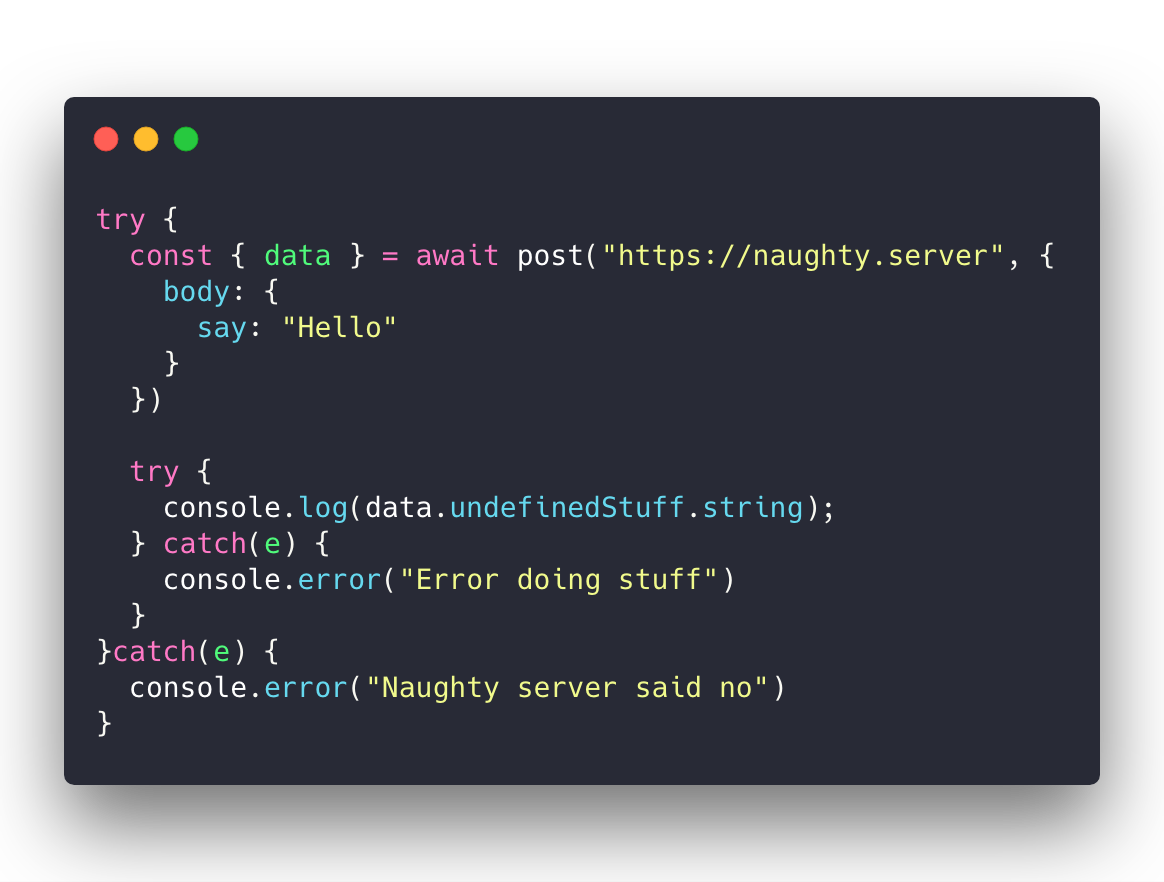 try {
  const { data } = await post("https://naughty.server", {
    body: {
      say: "Hello"
    }
  })

  try {
    console.log(data.undefinedStuff.string);
  } catch(e) {
    console.error("Error doing stuff")
  }
}catch(e) {
  console.error("Naughty server said no")
}